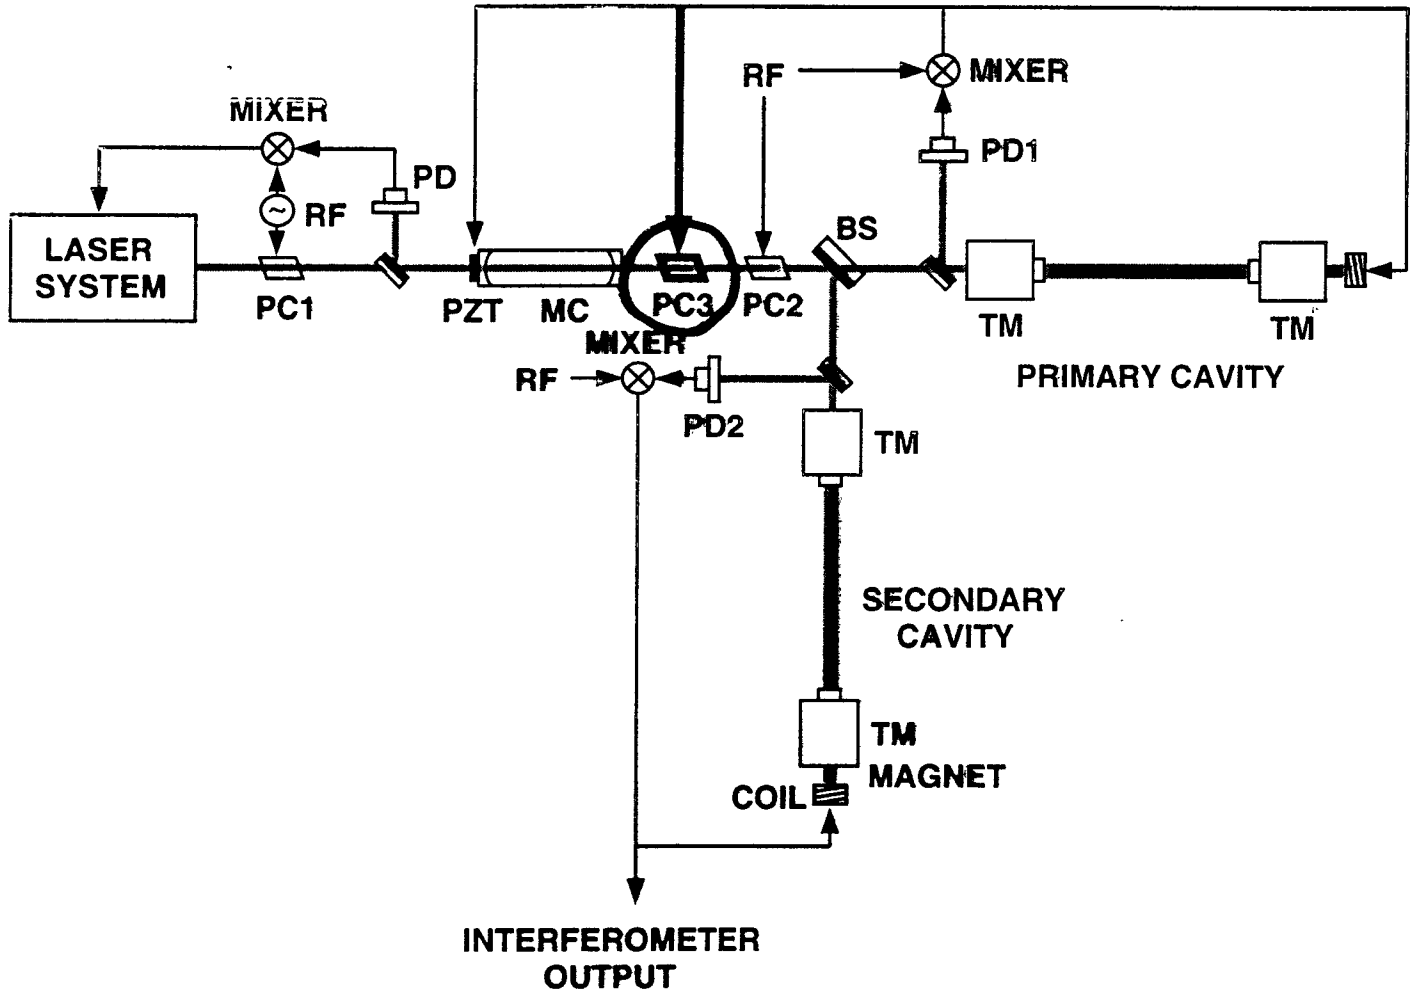 RF
MIXER
MIXER
PD1
PD
RF
BS
LASER
SYSTEM
PC1
PZT
MC
PC3
PC2
TM
TM
MIXER
RF
PRIMARY CAVITY
PD2
TM
SECONDARY
CAVITY
TM
MAGNET
COIL
INTERFEROMETER
OUTPUT